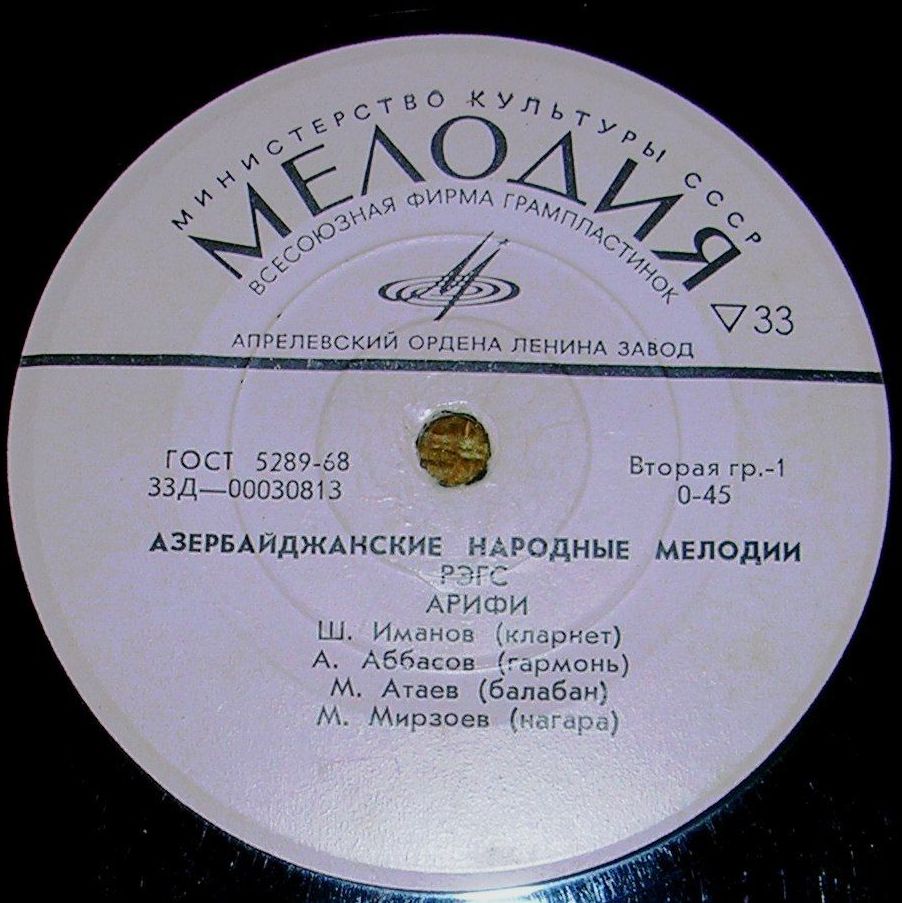 МИНИСТЕРСТВО КУЛЬТУРЫ СССР
МЕЛОДИЯ
ВСЕСОЮЗНАЯ ФИРМА ГРАМПЛАСТИНОК
▽33
АПРЕЛЕВСКИЙ ОРДЕНА ЛЕНИНА ЗАВОД
ГОСТ 5289-68
33Д—00030813
Вторая гр.-1
0-45
АЗЕРБАЙДЖАНСКИЕ НАРОДНЫЕ МЕЛОДИИ
РЭГС
АРИФИ
Ш. Иманов (кларнет)
А. Аббасов (гармонь)
М. Атаев (балабан)
М. Мирзоев (нагара)